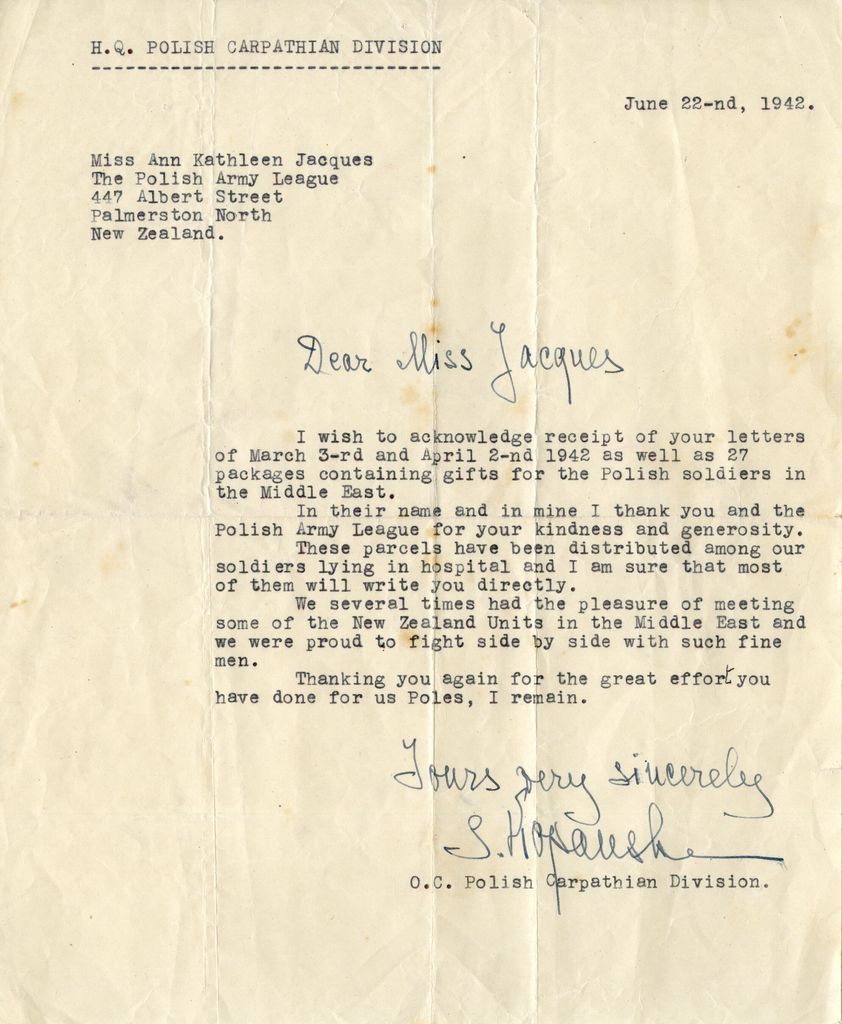 H.Q. POLISH CARPATHIAN DIVISION
June 22-nd, 1942.
Miss Ann Kathleen Jacques
The Polish Army League
447 Albert Street
Palmerston North
New Zealand.
Dear Miss Jacques
I wish to acknowledge receipt of your letters
of March 3-rd and April 2-nd 1942 as well as 27
packages containing gifts for the Polish soldiers in
the Middle East.
In their name and in mine I thank you and the
Polish Army League for your kindness and generosity.
These parcels have been distributed among our
soldiers lying in hospital and I am sure that most
of them will write you directly.
We several times had the pleasure of meeting
some of the New Zealand Units in the Middle East and
we were proud to fight side by side with such fine
men.
Thanking you again for the great effort you
have done for us Poles, I remain.
Yours very sincereley
S. Kopański
O.C. Polish Carpathian Division.